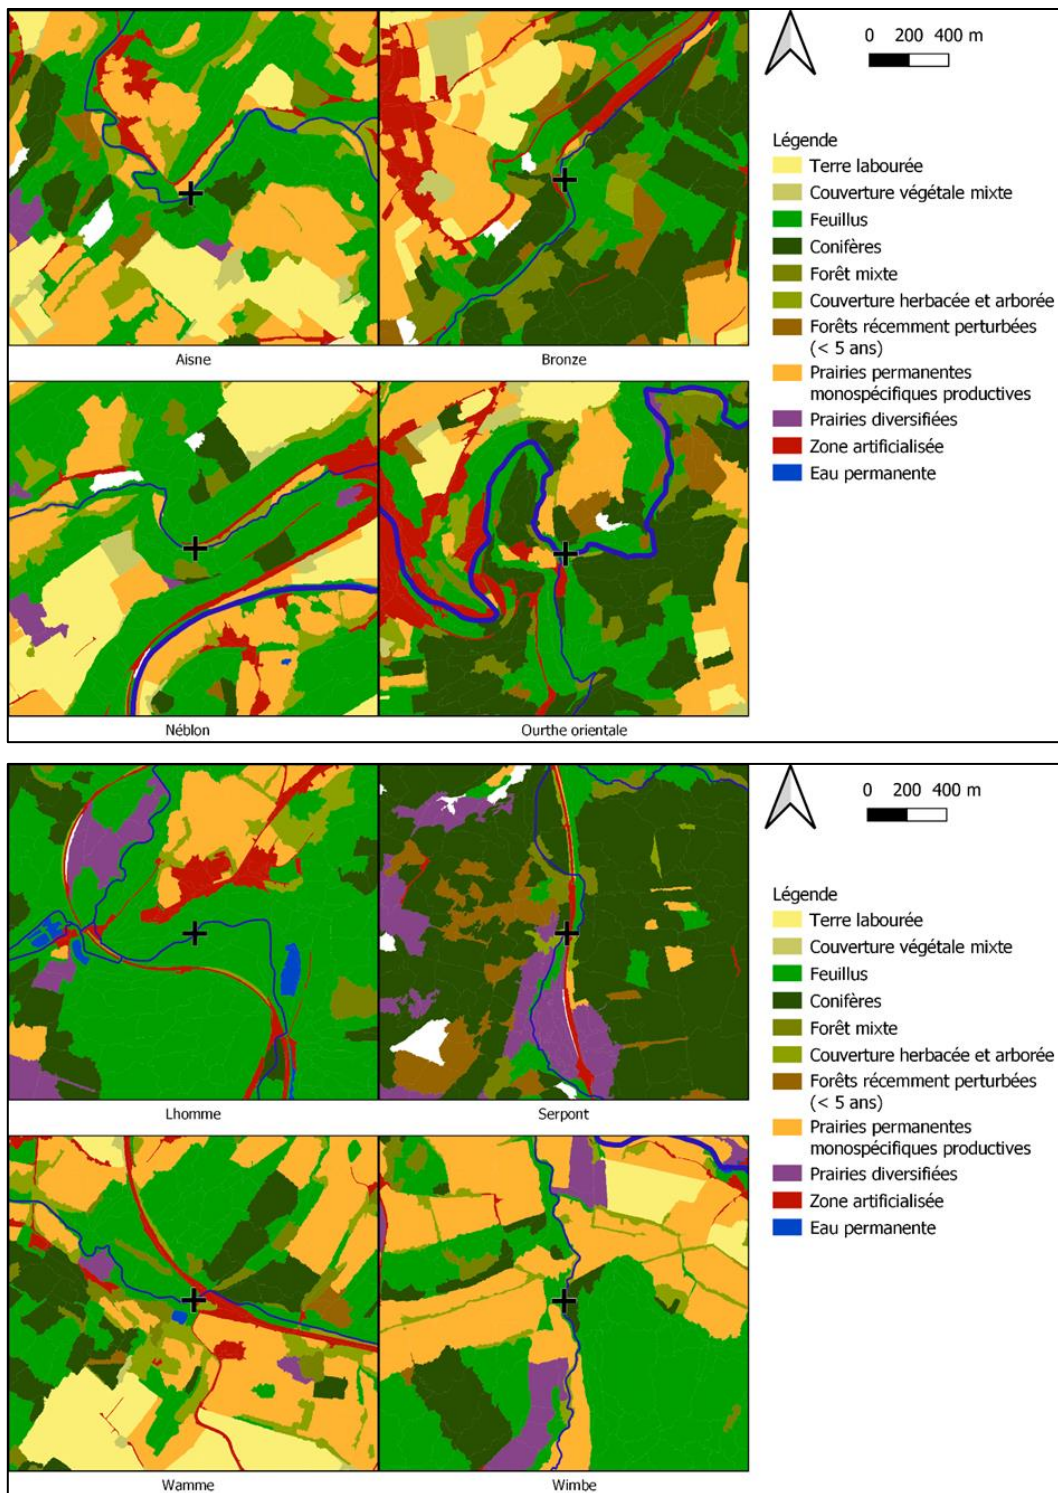 0 200 400 m
Légende
Terre labourée
Couverture végétale mixte
Feuillus
Conifères
Forêt mixte
Couverture herbacée et arborée
Forêts récemment perturbées
(< 5 ans)
Prairies permanentes
monospécifiques productives
Prairies diversifiées
Zone artificialisée
Eau permanente
Aisne
Bronze
Néblon
Ourthe orientale
0 200 400 m
Légende
Terre labourée
Couverture végétale mixte
Feuillus
Conifères
Forêt mixte
Couverture herbacée et arborée
Forêts récemment perturbées
(< 5 ans)
Prairies permanentes
monospécifiques productives
Prairies diversifiées
Zone artificialisée
Eau permanente
Lhomme
Serpont
Wamme
Wimbe